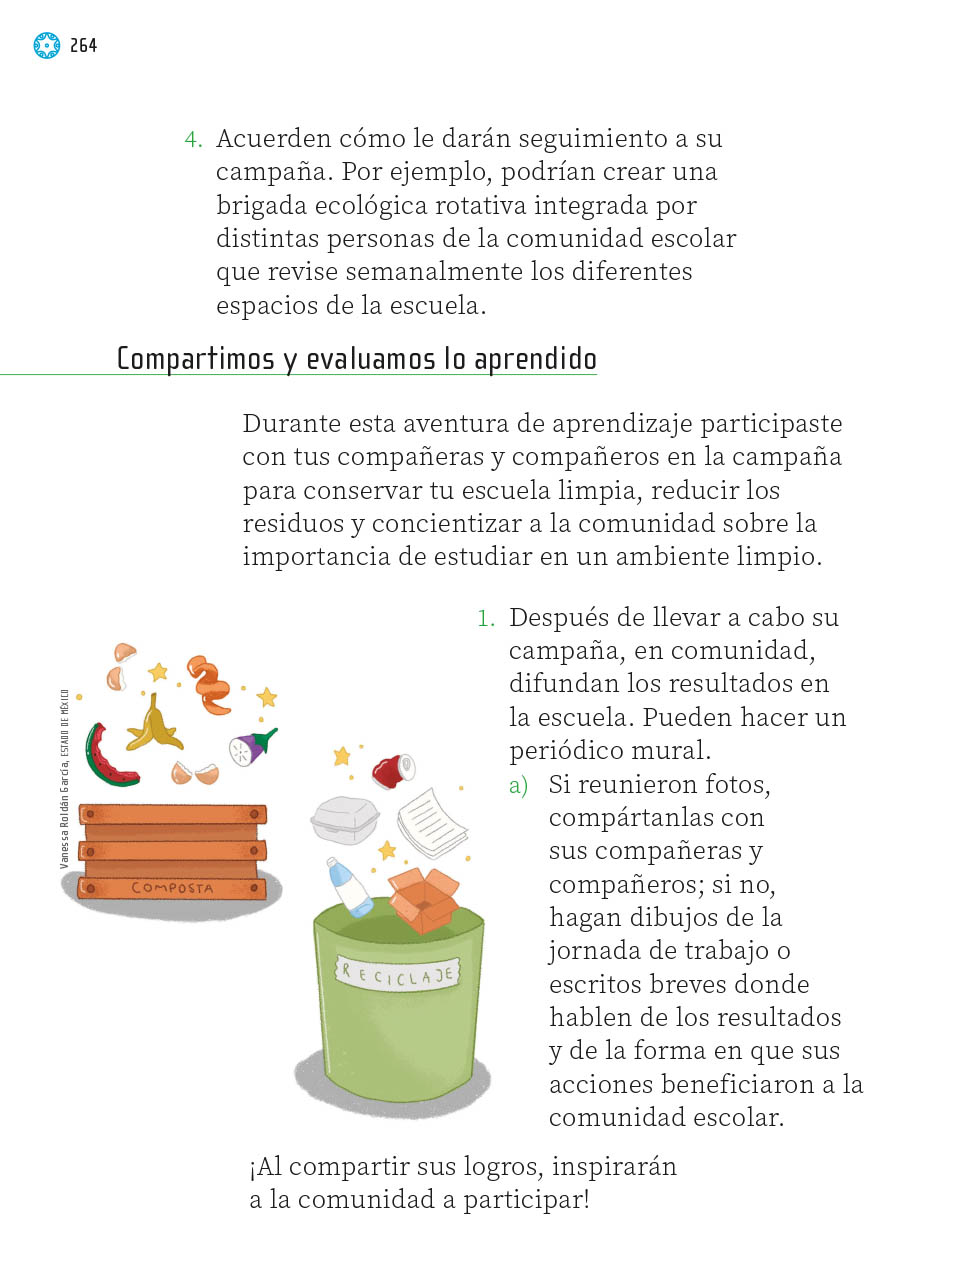 264
4. Acuerden cómo le darán seguimiento a su
campaña. Por ejemplo, podrían crear una
brigada ecológica rotativa integrada por
distintas personas de la comunidad escolar
que revise semanalmente los diferentes
espacios de la escuela.
Compartimos y evaluamos lo aprendido
Durante esta aventura de aprendizaje participaste
con tus compañeras y compañeros en la campaña
para conservar tu escuela limpia, reducir los
residuos y concientizar a la comunidad sobre la
importancia de estudiar en un ambiente limpio.
1. Después de llevar a cabo su
campaña, en comunidad,
difundan los resultados en
la escuela. Pueden hacer un
periódico mural.
a) Si reunieron fotos,
compártanlas con
sus compañeras y
compañeros; si no,
hagan dibujos de la
jornada de trabajo o
escritos breves donde
hablen de los resultados
y de la forma en que sus
acciones beneficiaron a la
comunidad escolar.
Vanessa Roldán García, ESTADO DE MÉXICO
COMPOSTA
RECICLAJE
¡Al compartir sus logros, inspirarán
a la comunidad a participar!